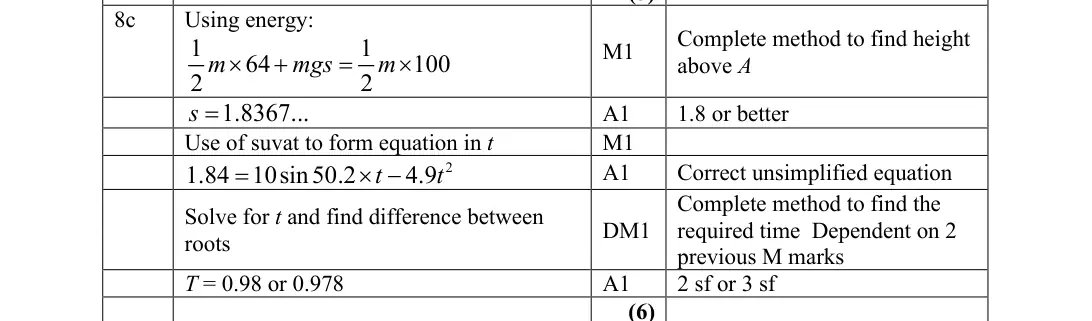 8c
Using energy:
1/2 m × 64 + mgs = 1/2 m × 100
M1
Complete method to find height
above A
s = 1.8367...
A1
1.8 or better
Use of suvat to form equation in t
M1
1.84 = 10 sin 50.2 × t − 4.9t²
A1
Correct unsimplified equation
Solve for t and find difference between
roots
DM1
Complete method to find the
required time Dependent on 2
previous M marks
T = 0.98 or 0.978
A1
2 sf or 3 sf
(6)